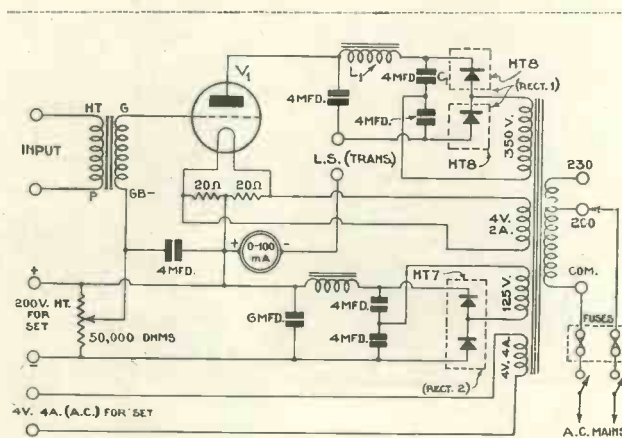 HT
G
INPUT
P
GB-
V1
L1
4MFD.
4MFD
C1
4MFD.
HT8
(RECT. 1)
HT8
350 V.
L.S. (TRANS)
20Ω
20Ω
4V.
2A.
230
200
COM.
+
0-100
mA
-
4 MFD.
+
200V. HT.
FOR
SET
50,000 OHMS
-
6MFD.
4MFD.
4MFD.
HT7
(RECT. 2)
125 V.
4V. 4A.
FUSES
4V. 4A. (A.C.) FOR SET
A.C. MAINS